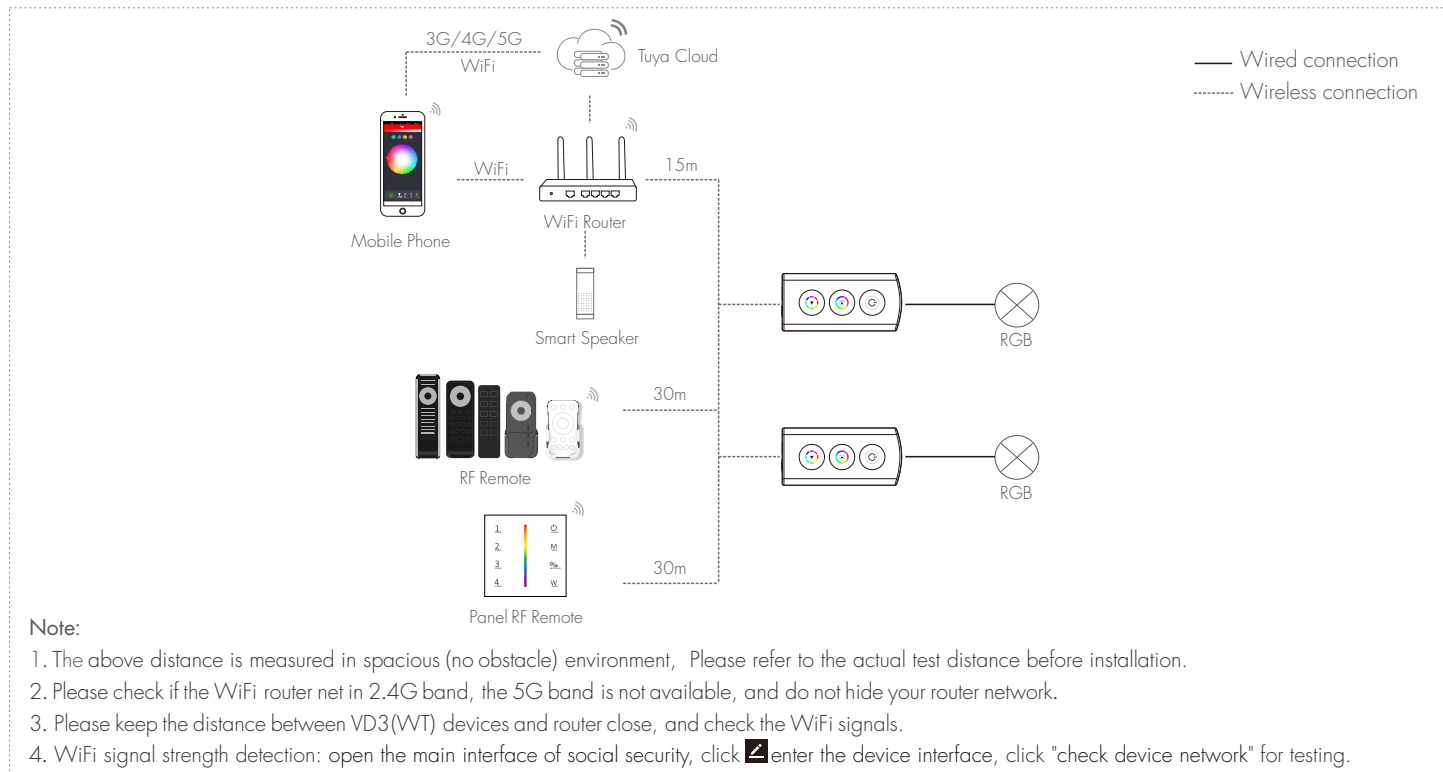 3G/4G/5G
WiFi
Tuya Cloud
Wired connection
Wireless connection
WiFi
15m
WiFi Router
Mobile Phone
Smart Speaker
RGB
30m
RF Remote
RGB
1
2
M
3
%
4
W
30m
Panel RF Remote
Note:
1. The above distance is measured in spacious (no obstacle) environment, Please refer to the actual test distance before installation.
2. Please check if the WiFi router net in 2.4G band, the 5G band is not available, and do not hide your router network.
3. Please keep the distance between VD3(WT) devices and router close, and check the WiFi signals.
4. WiFi signal strength detection: open the main interface of social security, click enter the device interface, click "check device network" for testing.